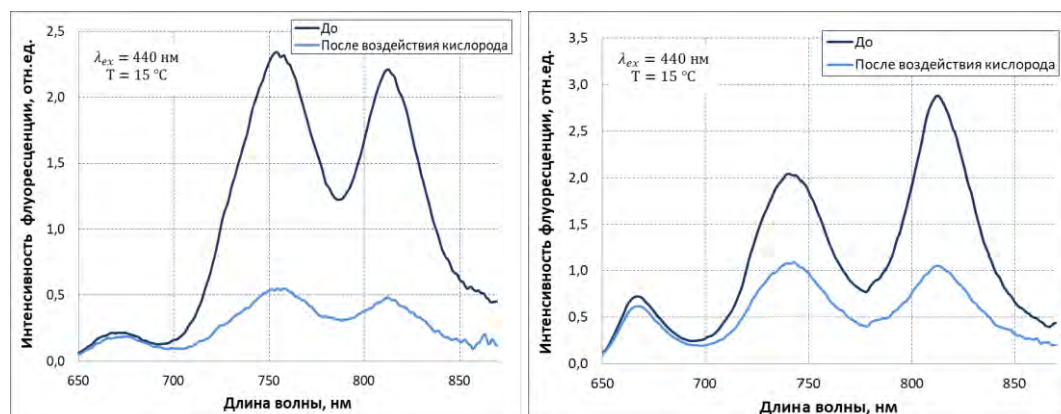 Интенсивность флуоресценции, отн.ед.
2,5
2,0
1,5
1,0
0,5
0,0
λex = 440 нм
T = 15 °C
До
После воздействия кислорода
650 700 750 800 850
Длина волны, нм
Интенсивность флуоресценции, отн.ед.
3,5
3,0
2,5
2,0
1,5
1,0
0,5
0,0
λex = 440 нм
T = 15 °C
До
После воздействия кислорода
650 700 750 800 850
Длина волны, нм